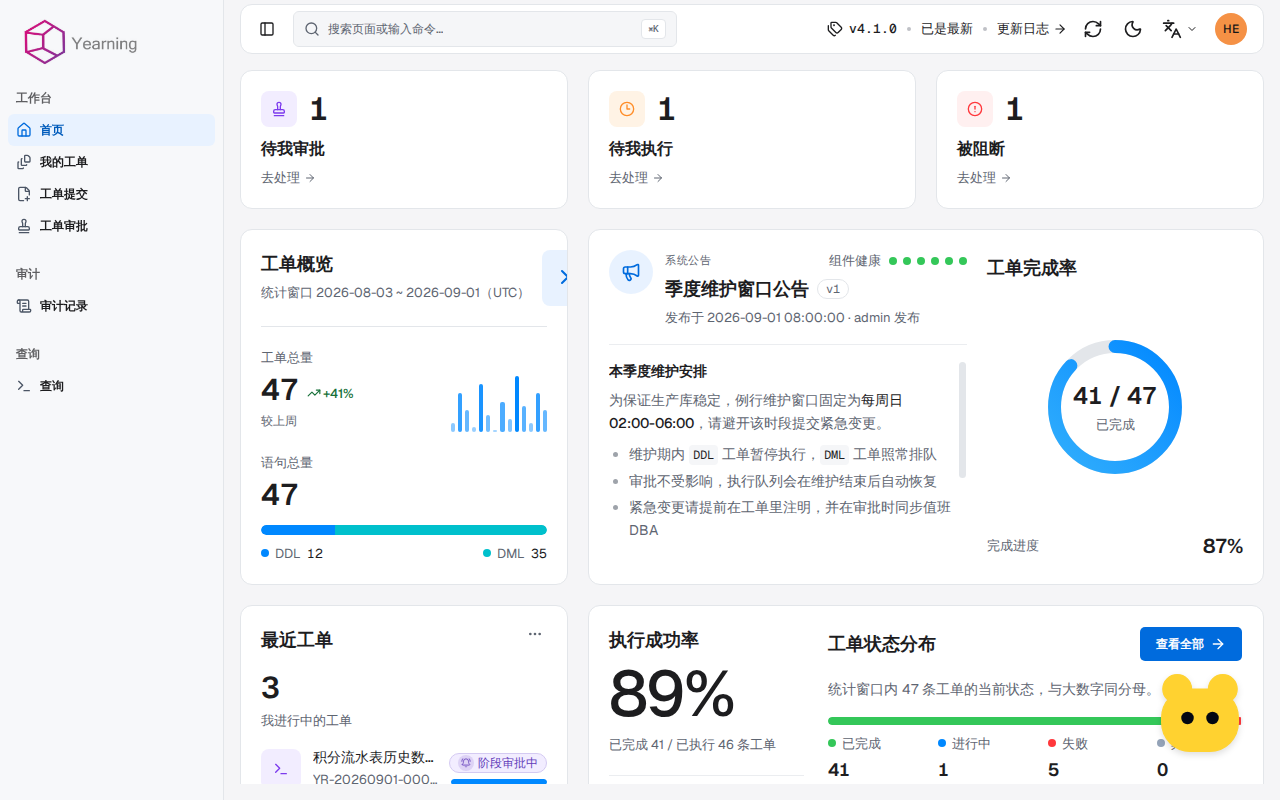 Yearning
工作台
首页
我的工单
工单提交
工单审批
审计
审计记录
查询
查询
搜索页面或输入命令…
⌘K
v4.1.0
已是最新
更新日志
HE
1
待我审批
去处理
1
待我执行
去处理
1
被阻断
去处理
工单概览
统计窗口 2026-08-03 ~ 2026-09-01（UTC）
工单总量
47
+41%
较上周
语句总量
47
DDL 12
DML 35
系统公告
组件健康
季度维护窗口公告 v1
发布于 2026-09-01 08:00:00 · admin 发布
本季度维护安排
为保证生产库稳定，例行维护窗口固定为每周日
02:00-06:00，请避开该时段提交紧急变更。
维护期内 DDL 工单暂停执行，DML 工单照常排队
审批不受影响，执行队列会在维护结束后自动恢复
紧急变更请提前在工单里注明，并在审批时同步值班
DBA
工单完成率
41 / 47
已完成
完成进度
87%
最近工单
3
我进行中的工单
积分流水表历史数…
阶段审批中
YR-20260901-000…
执行成功率
89%
已完成 41 / 已执行 46 条工单
工单状态分布
查看全部
统计窗口内 47 条工单的当前状态，与大数字同分母。
已完成
进行中
失败
41
1
5
0